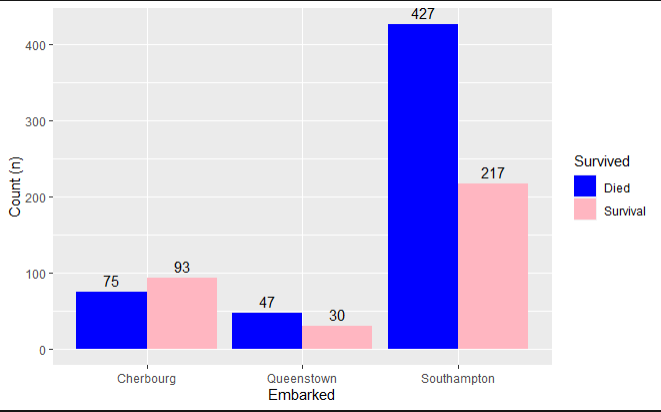 427
400
300
Survived
Count (n)
Died
217
200
Survival
100
93
75
47
30
0
Cherbourg
Queenstown
Southampton
Embarked